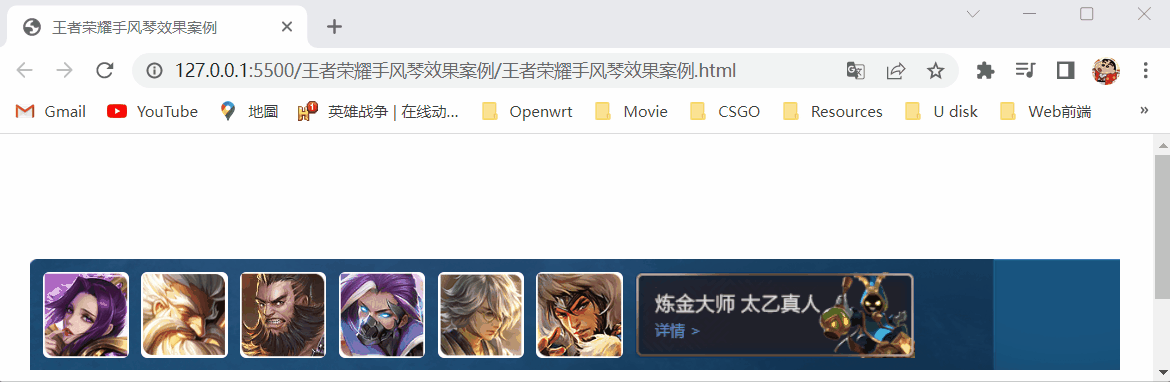 王者荣耀手风琴效果案例
127.0.0.1:5500/王者荣耀手风琴效果案例/王者荣耀手风琴效果案例.html
Gmail YouTube 地圖 英雄战争 | 在线动... Openwrt Movie CSGO Resources U disk Web前端 »
炼金大师 太乙真人
详情 >